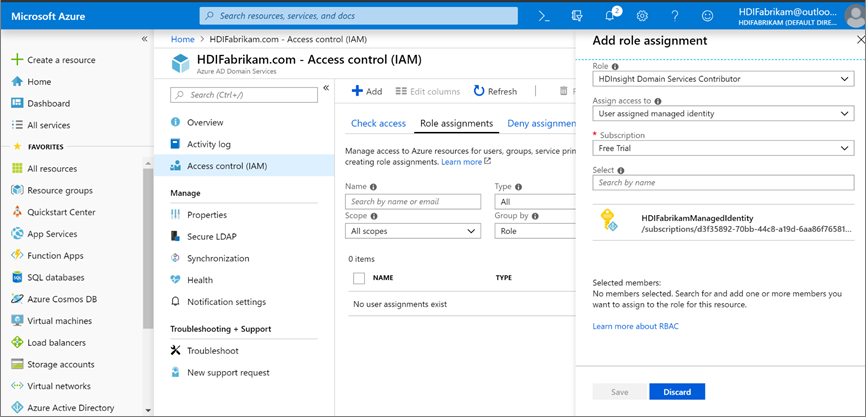 Microsoft Azure
Search resources, services, and docs
2
HDIFabrikam@outloo...
HDIFABRIKAM (DEFAULT DIRE...
Create a resource
Home
Dashboard
All services
FAVORITES
All resources
Resource groups
Quickstart Center
App Services
Function Apps
SQL databases
Azure Cosmos DB
Virtual machines
Load balancers
Storage accounts
Virtual networks
Azure Active Directory
Home > HDIFabrikam.com - Access control (IAM)
HDIFabrikam.com - Access control (IAM)
Azure AD Domain Services
Search (Ctrl+/)
Overview
Activity log
Access control (IAM)
Manage
Properties
Secure LDAP
Synchronization
Health
Notification settings
Troubleshooting + Support
Troubleshoot
New support request
Add Edit columns Refresh
Check access Role assignments Deny assignmen
Manage access to Azure resources for users, groups, service prin
creating role assignments. Learn more
Name Type
Search by name or email All
Scope Group by
All scopes Role
0 items
NAME TYPE
No user assignments exist
Add role assignment
Role
HDInsight Domain Services Contributor
Assign access to
User assigned managed identity
* Subscription
Free Trial
Select
Search by name
HDIFabrikamManagedIdentity
/subscriptions/d3f35892-70bb-44c8-a19d-6aa86f76581...
Selected members:
No members selected. Search for and add one or more members you
want to assign to the role for this resource.
Learn more about RBAC
Save Discard